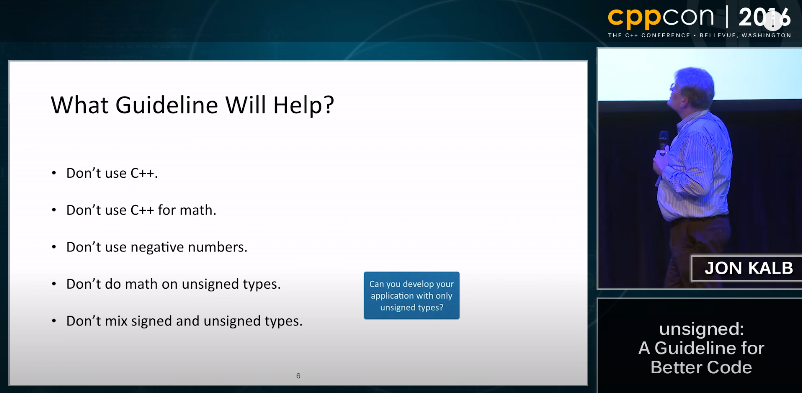 cppcon | 2016
THE C++ CONFERENCE • BELLEVUE, WASHINGTON
What Guideline Will Help?
• Don't use C++.
• Don't use C++ for math.
• Don't use negative numbers.
• Don't do math on unsigned types.
• Don't mix signed and unsigned types.
Can you develop your
application with only
unsigned types?
6
JON KALB
unsigned:
A Guideline for
Better Code